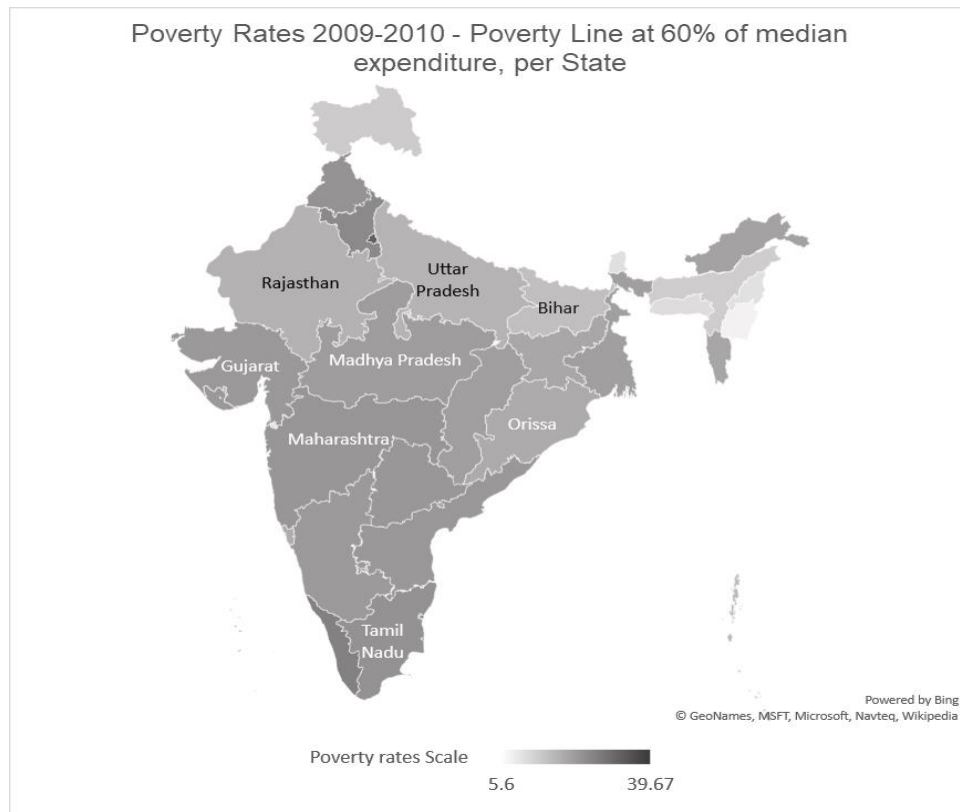 Poverty Rates 2009-2010 - Poverty Line at 60% of median
expenditure, per State
Rajasthan
Uttar
Pradesh
Bihar
Gujarat
Madhya Pradesh
Maharashtra
Orissa
Tamil
Nadu
Powered by Bing
© GeoNames, MSFT, Microsoft, Navteq, Wikipedia
Poverty rates Scale
5.6 39.67